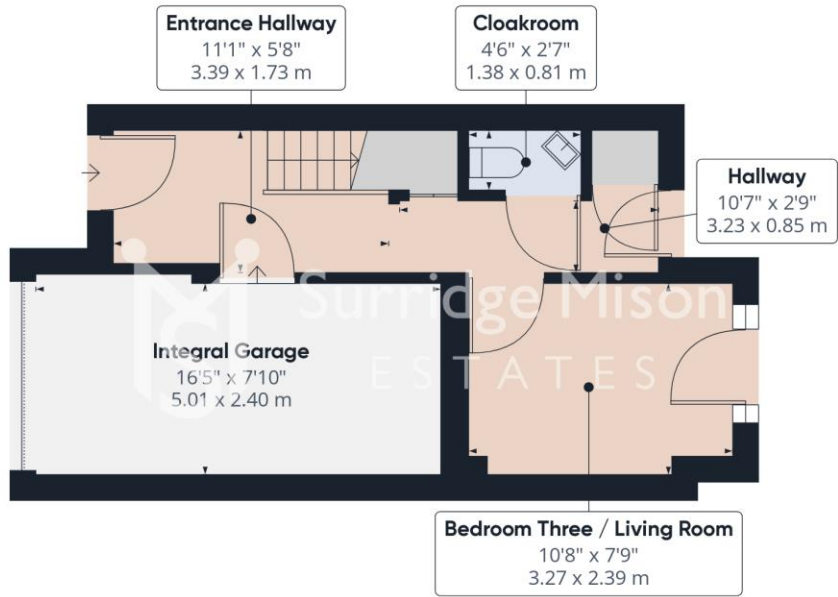 Entrance Hallway
11'1" x 5'8"
3.39 x 1.73 m
Cloakroom
4'6" x 2'7"
1.38 x 0.81 m
Hallway
10'7" x 2'9"
3.23 x 0.85 m
Surridge Mison
ESTATES
Integral Garage
16'5" x 7'10"
5.01 x 2.40 m
Bedroom Three / Living Room
10'8" x 7'9"
3.27 x 2.39 m